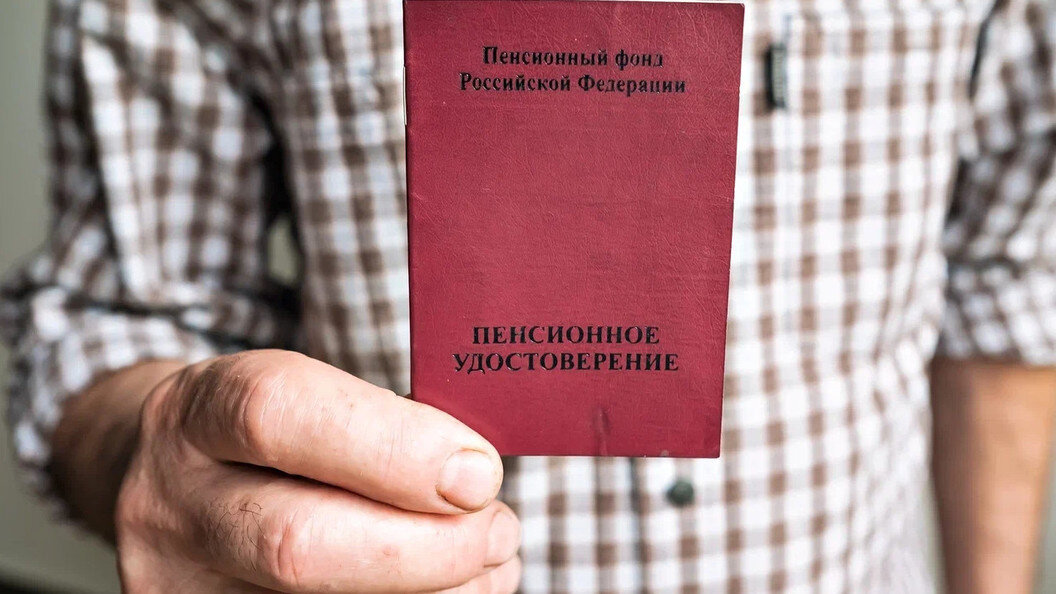 Пенсионный фонд
Российской Федерации
ПЕНСИОННОЕ
УДОСТОВЕРЕНИЕ